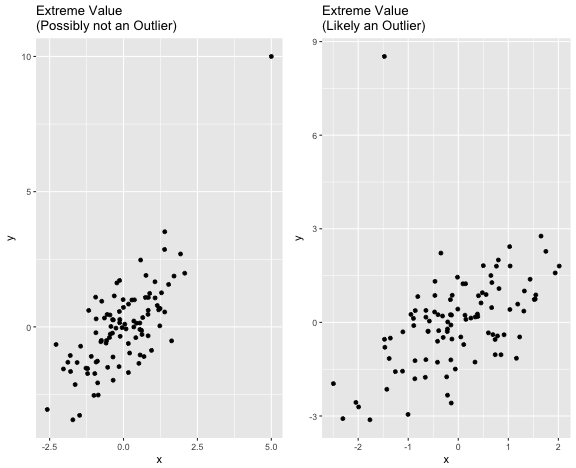 Extreme Value
(Possibly not an Outlier)
10
5
0
y
-2.5
0.0
2.5
5.0
x
Extreme Value
(Likely an Outlier)
9
6
3
0
-3
y
-2
-1
0
1
2
x